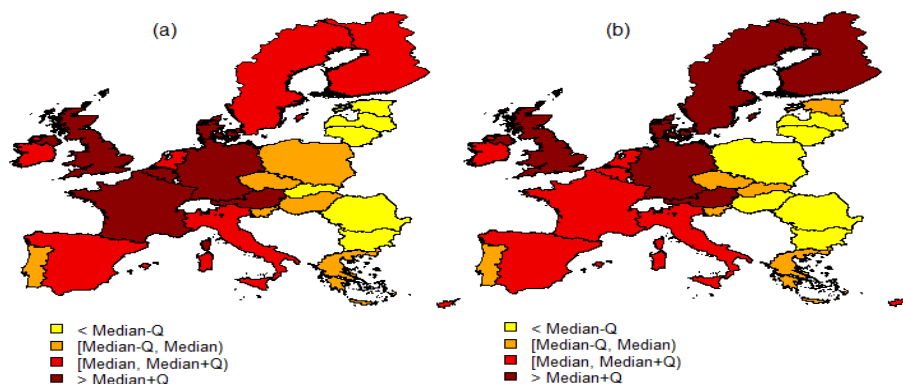 (a)
(b)
< Median-Q
[Median-Q, Median)
[Median, Median+Q)
> Median+Q
< Median-Q
[Median-Q, Median)
[Median, Median+Q)
> Median+Q